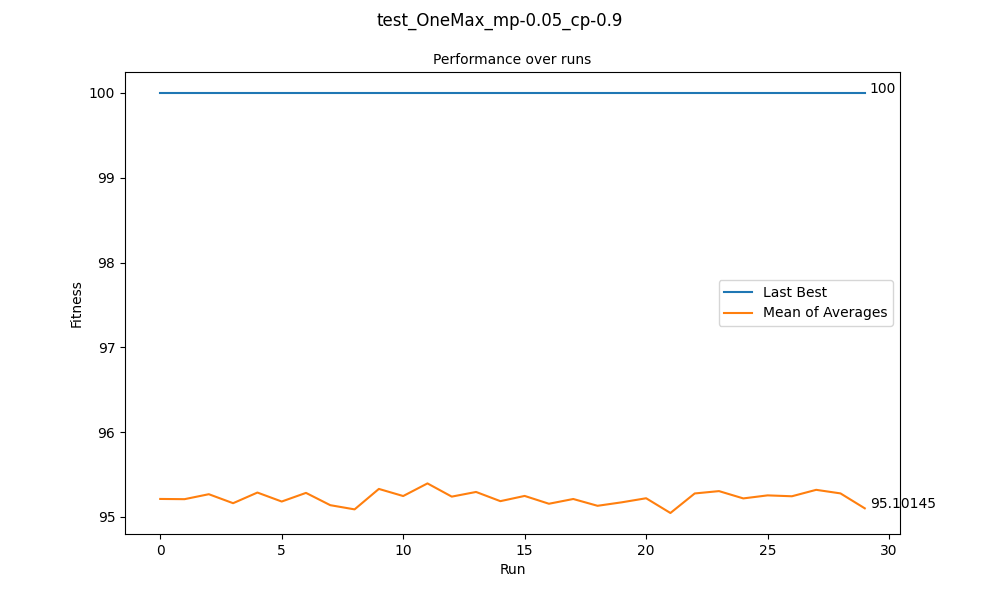 test_OneMax_mp-0.05_cp-0.9
Performance over runs
100
100
99
98
97
96
95
Fitness
Last Best
Mean of Averages
95.10145
0
5
10
15
20
25
30
Run